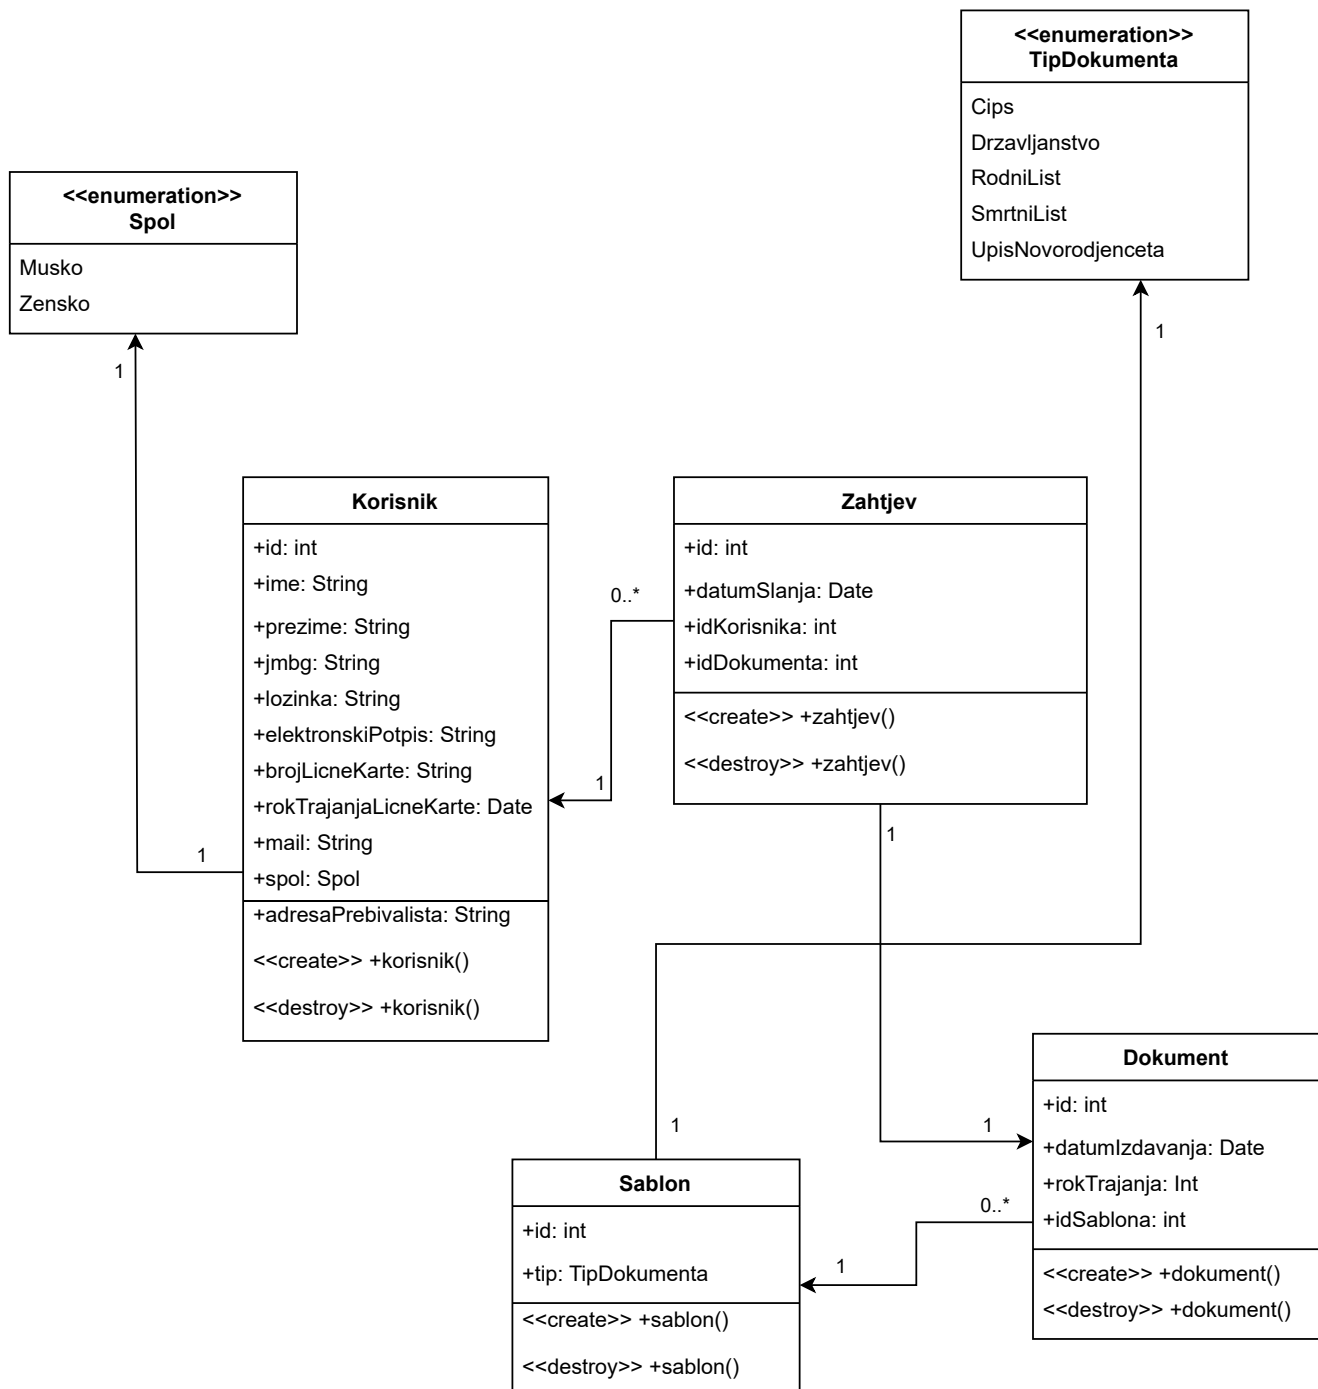 <<enumeration>>
TipDokumenta
Cips
Drzavljanstvo
RodniList
SmrtniList
UpisNovorodjenceta
1
<<enumeration>>
Spol
Musko
Zensko
1
1
Korisnik
+id: int
+ime: String
+prezime: String
+jmbg: String
+lozinka: String
+elektronskiPotpis: String
+brojLicneKarte: String
+rokTrajanjaLicneKarte: Date
+mail: String
+spol: Spol
+adresaPrebivalista: String
<<create>> +korisnik()
<<destroy>> +korisnik()
0..*
1
Zahtjev
+id: int
+datumSlanja: Date
+idKorisnika: int
+idDokumenta: int
<<create>> +zahtjev()
<<destroy>> +zahtjev()
1
1
1
Sablon
+id: int
+tip: TipDokumenta
<<create>> +sablon()
<<destroy>> +sablon()
0..*
1
Dokument
+id: int
+datumIzdavanja: Date
+rokTrajanja: Int
+idSablona: int
<<create>> +dokument()
<<destroy>> +dokument()